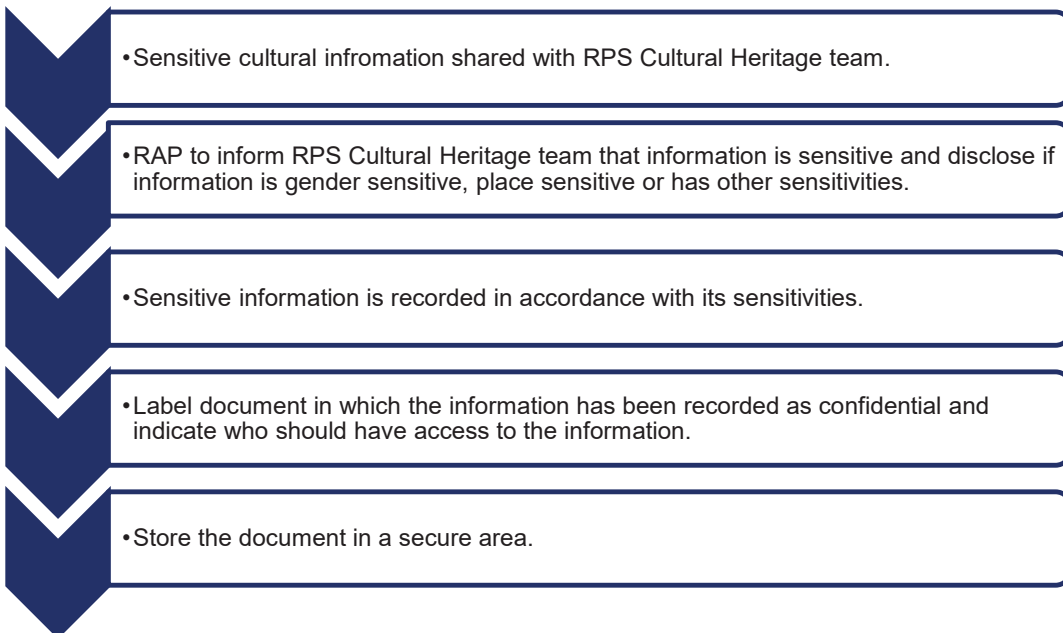 •Sensitive cultural infromation shared with RPS Cultural Heritage team.
•RAP to inform RPS Cultural Heritage team that information is sensitive and disclose if
information is gender sensitive, place sensitive or has other sensitivities.
•Sensitive information is recorded in accordance with its sensitivities.
•Label document in which the information has been recorded as confidential and
indicate who should have access to the information.
•Store the document in a secure area.